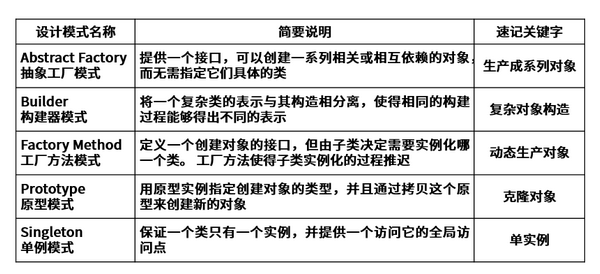 设计模式名称 简要说明 速记关键字
Abstract Factory
抽象工厂模式
提供一个接口，可以创建一系列相关或相互依赖的对象，
而无需指定它们具体的类
生产成系列对象
Builder
构建器模式
将一个复杂类的表示与其构造相分离，使得相同的构建
过程能够得出不同的表示
复杂对象构造
Factory Method
工厂方法模式
定义一个创建对象的接口，但由子类决定需要实例化哪
一个类。工厂方法使得子类实例化的过程推迟
动态生产对象
Prototype
原型模式
用原型实例指定创建对象的类型，并且通过拷贝这个原
型来创建新的对象
克隆对象
Singleton
单例模式
保证一个类只有一个实例，并提供一个访问它的全局访
问点
单实例